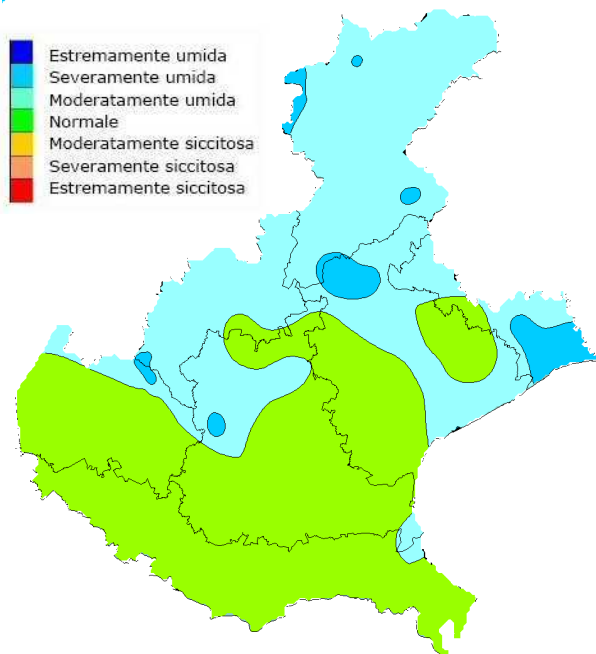 Estremamente umida
Severamente umida
Moderatamente umida
Normale
Moderatamente siccitosa
Severamente siccitosa
Estremamente siccitosa